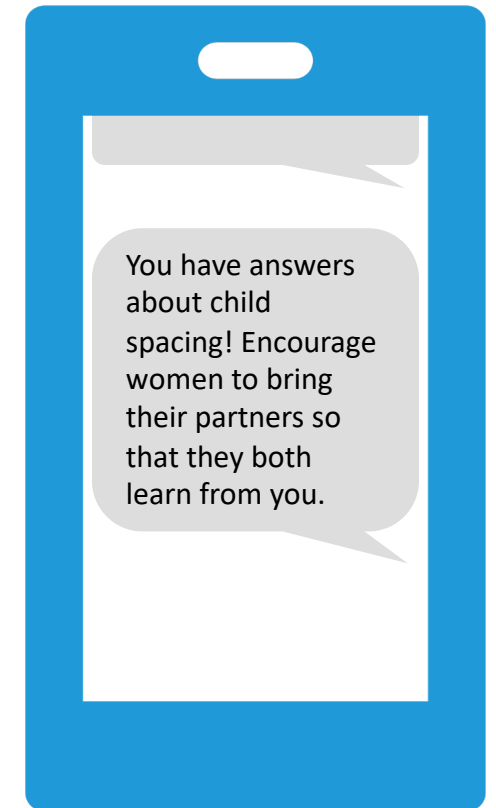 You have answers
about child
spacing! Encourage
women to bring
their partners so
that they both
learn from you.